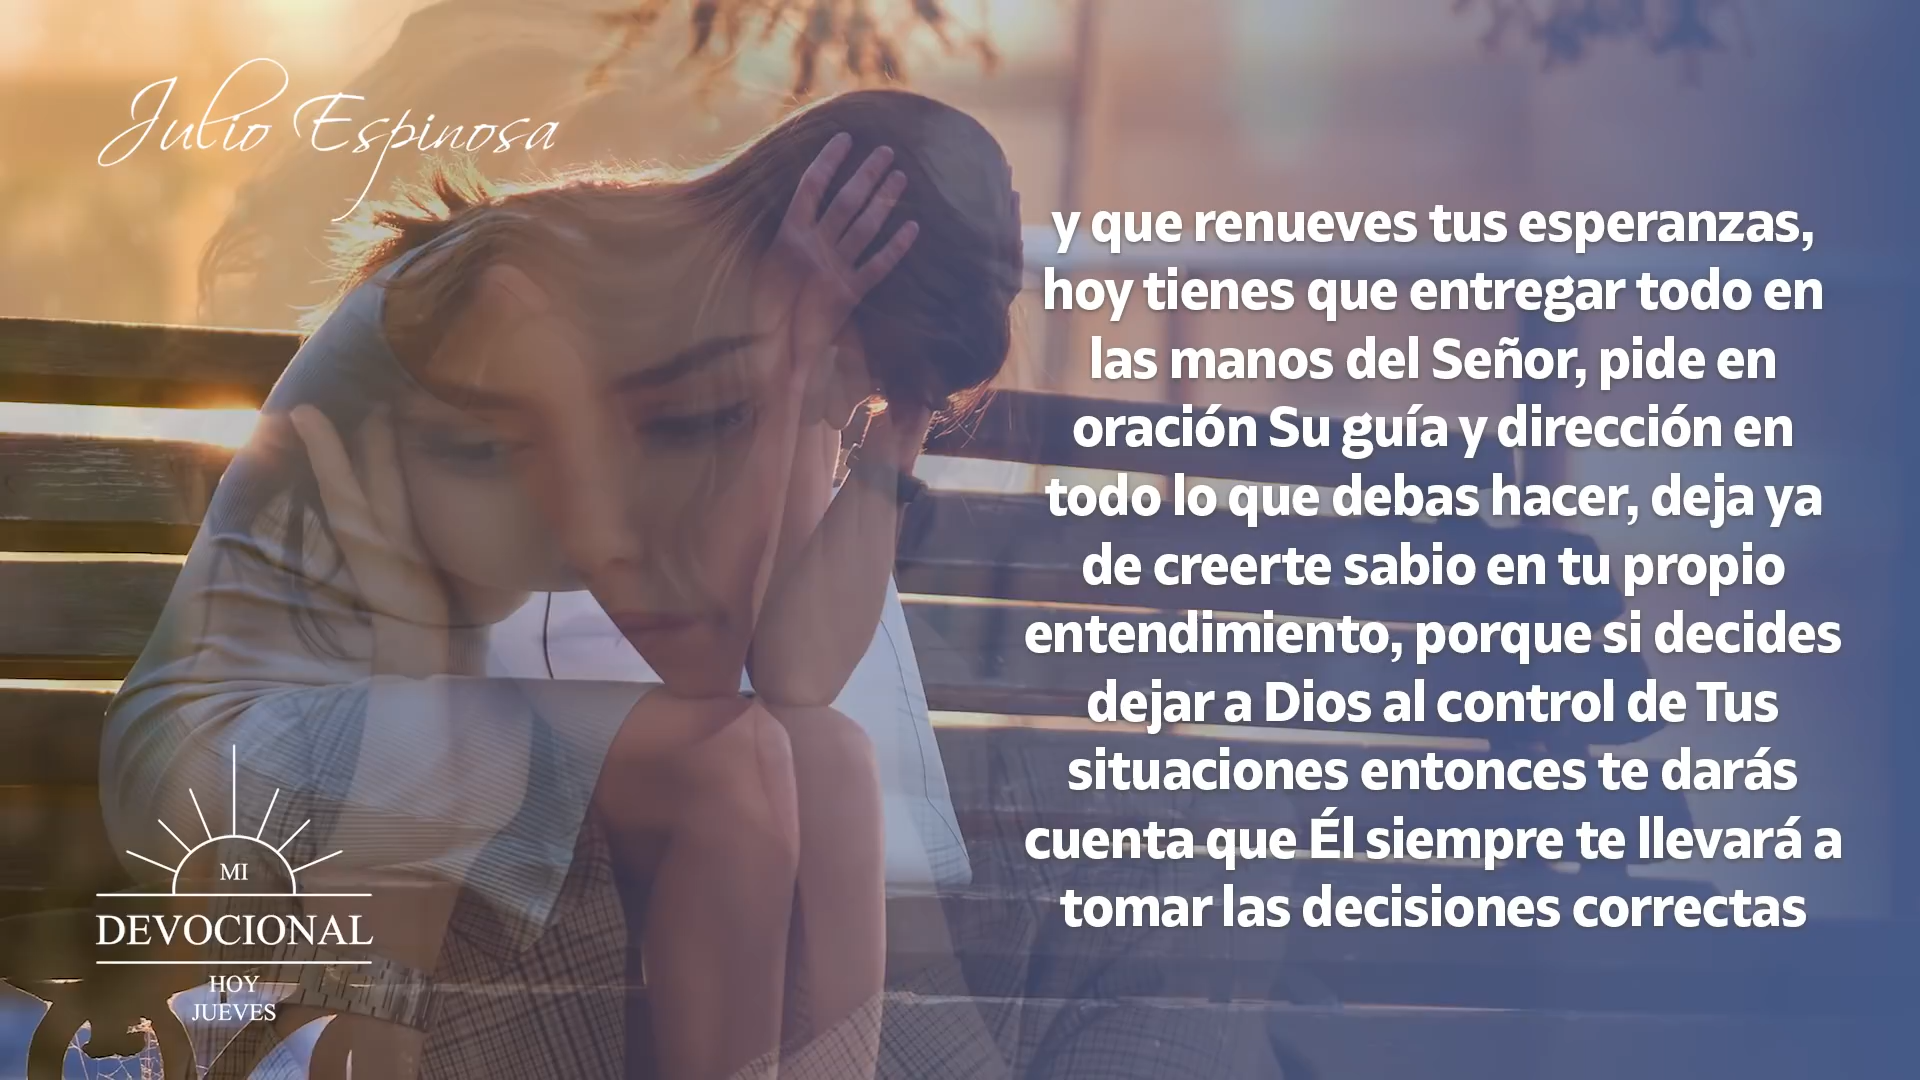 Julio Espinosa
y que renueves tus esperanzas,
hoy tienes que entregar todo en
las manos del Señor, pide en
oración Su guía y dirección en
todo lo que debas hacer, deja ya
de creerte sabio en tu propio
entendimiento, porque si decides
dejar a Dios al control de Tus
situaciones entonces te darás
cuenta que Él siempre te llevará a
tomar las decisiones correctas
MI
DEVOCIONAL
HOY
JUEVES